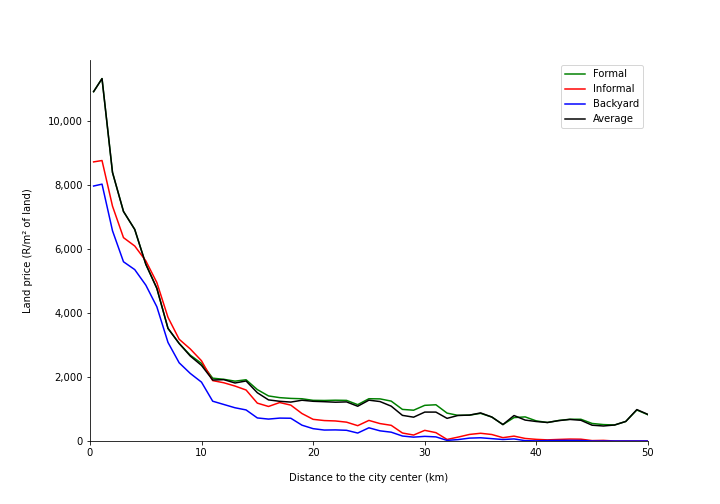 Formal
Informal
Backyard
Average
10,000
8,000
6,000
4,000
2,000
0
Land price (R/m² of land)
0 10 20 30 40 50
Distance to the city center (km)